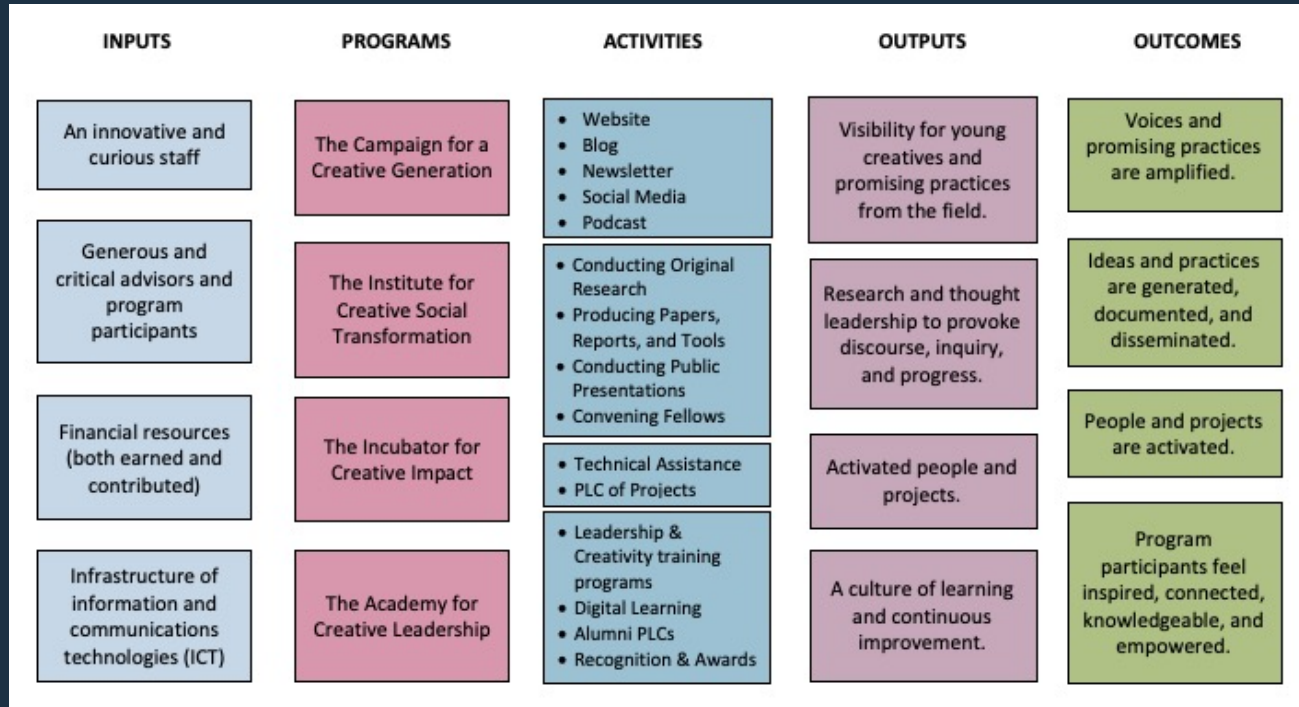 INPUTS
PROGRAMS
ACTIVITIES
OUTPUTS
OUTCOMES
An innovative and
curious staff
Generous and
critical advisors and
program
participants
Financial resources
(both earned and
contributed)
Infrastructure of
information and
communications
technologies (ICT)
The Campaign for a
Creative Generation
The Institute for
Creative Social
Transformation
The Incubator for
Creative Impact
The Academy for
Creative Leadership
• Website
• Blog
• Newsletter
• Social Media
• Podcast
• Conducting Original
Research
• Producing Papers,
Reports, and Tools
• Conducting Public
Presentations
• Convening Fellows
• Technical Assistance
• PLC of Projects
• Leadership &
Creativity training
programs
• Digital Learning
• Alumni PLCs
• Recognition & Awards
Visibility for young
creatives and
promising practices
from the field.
Research and thought
leadership to provoke
discourse, inquiry,
and progress.
Activated people and
projects.
A culture of learning
and continuous
improvement.
Voices and
promising practices
are amplified.
Ideas and practices
are generated,
documented, and
disseminated.
People and projects
are activated.
Program
participants feel
inspired, connected,
knowledgeable, and
empowered.